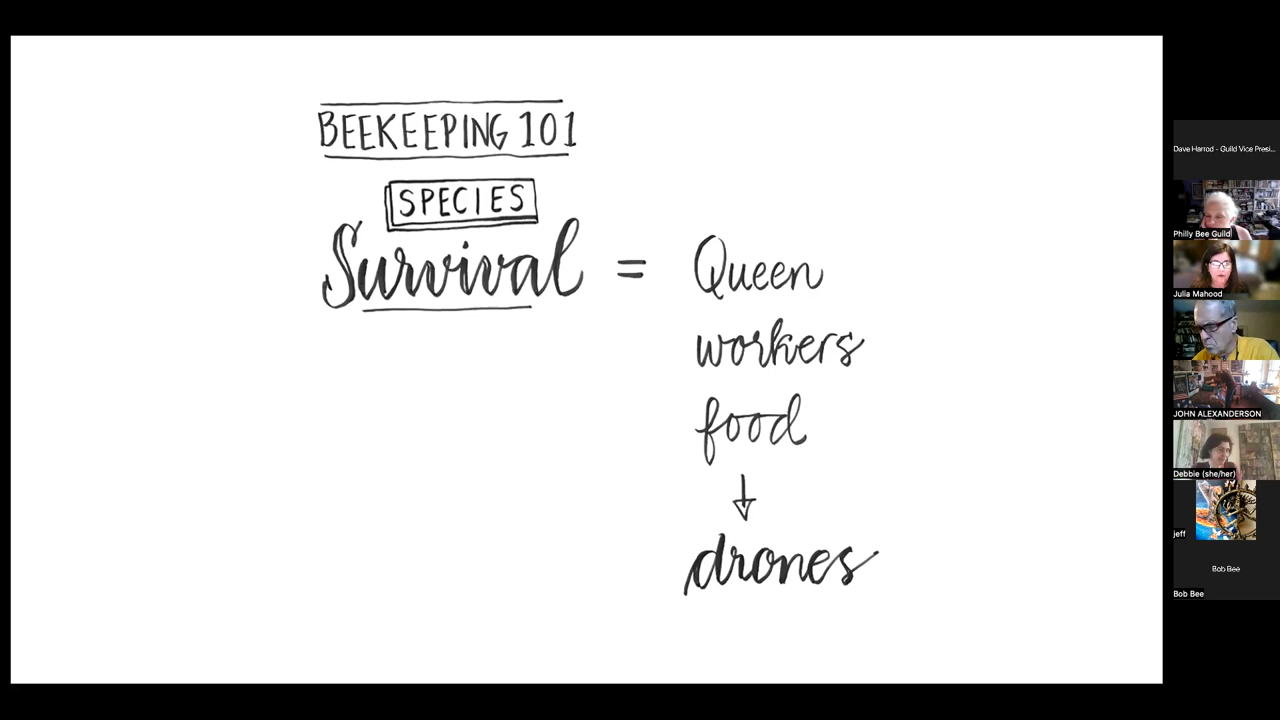 BEEKEEPING 101
SPECIES
Survival = Queen
workers
food
drones
Dave Harrod - Guild Vice Presi...
Philly Bee Guild
Julia Mahood
JOHN ALEXANDERSON
Debbie (she/her)
jeff
Bob Bee
Bob Bee